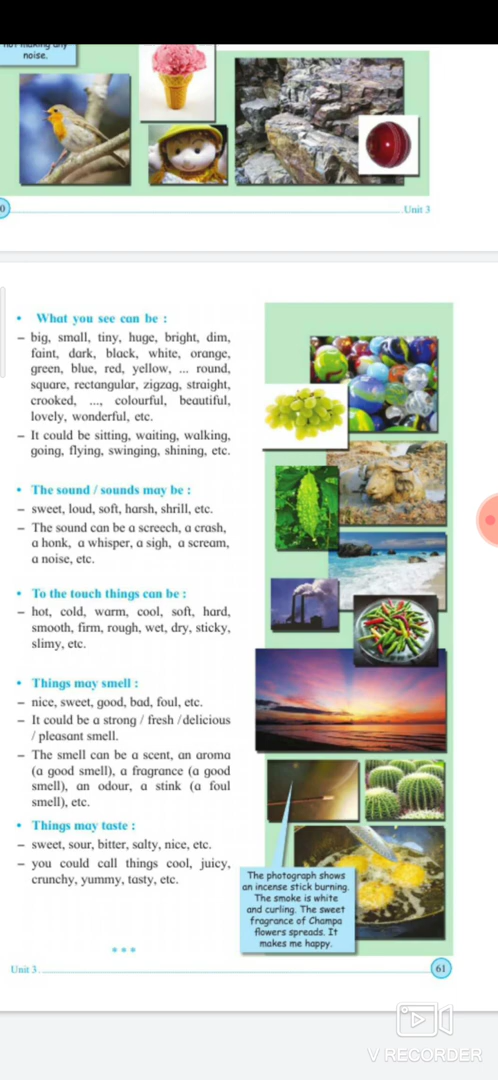 not making any
noise.
0
Unit 3
• What you see can be :
– big, small, tiny, huge, bright, dim,
faint, dark, black, white, orange,
green, blue, red, yellow, ... round,
square, rectangular, zigzag, straight,
crooked, ..., colourful, beautiful,
lovely, wonderful, etc.
– It could be sitting, waiting, walking,
going, flying, swinging, shining, etc.
• The sound / sounds may be :
– sweet, loud, soft, harsh, shrill, etc.
– The sound can be a screech, a crash,
a honk, a whisper, a sigh, a scream,
a noise, etc.
• To the touch things can be :
– hot, cold, warm, cool, soft, hard,
smooth, firm, rough, wet, dry, sticky,
slimy, etc.
• Things may smell :
– nice, sweet, good, bad, foul, etc.
– It could be a strong / fresh /delicious
/ pleasant smell.
– The smell can be a scent, an aroma
(a good smell), a fragrance (a good
smell), an odour, a stink (a foul
smell), etc.
• Things may taste :
– sweet, sour, bitter, salty, nice, etc.
– you could call things cool, juicy,
crunchy, yummy, tasty, etc.
The photograph shows
an incense stick burning.
The smoke is white
and curling. The sweet
fragrance of Champa
flowers spreads. It
makes me happy.
Unit 3
61
V RECORDER